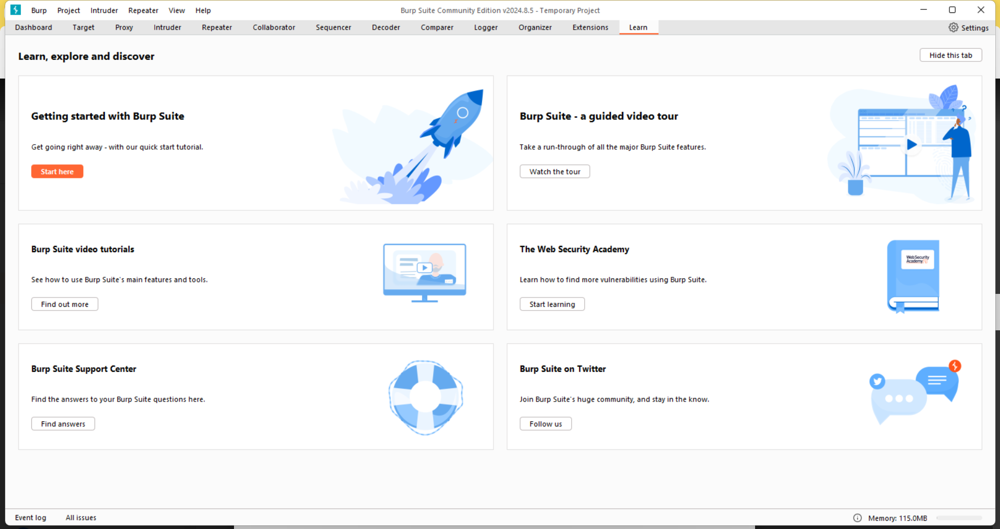 Burp Project Intruder Repeater View Help
Burp Suite Community Edition v2024.8.5 - Temporary Project
Dashboard Target Proxy Intruder Repeater Collaborator Sequencer Decoder Comparer Logger Organizer Extensions Learn Settings
Learn, explore and discover
Hide this tab
Getting started with Burp Suite
Get going right away - with our quick start tutorial.
Start here
Burp Suite - a guided video tour
Take a run-through of all the major Burp Suite features.
Watch the tour
Burp Suite video tutorials
See how to use Burp Suite's main features and tools.
Find out more
The Web Security Academy
Learn how to find more vulnerabilities using Burp Suite.
Start learning
Web Security
Academy
Burp Suite Support Center
Find the answers to your Burp Suite questions here.
Find answers
Burp Suite on Twitter
Join Burp Suite's huge community, and stay in the know.
Follow us
Event log All issues
Memory: 115.0MB